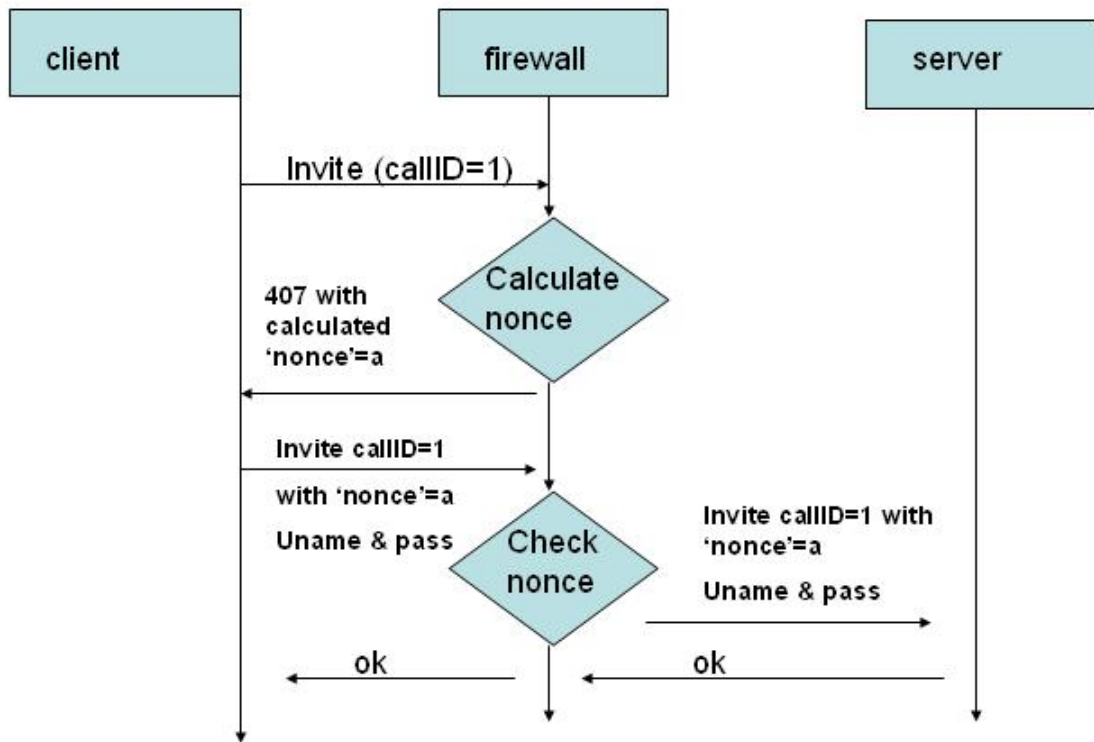 client
firewall
server
Invite (callID=1)
Calculate
nonce
407 with
calculated
‘nonce’=a
Invite callID=1
with ‘nonce’=a
Uname & pass
Check
nonce
Invite callID=1 with
‘nonce’=a
Uname & pass
ok
ok